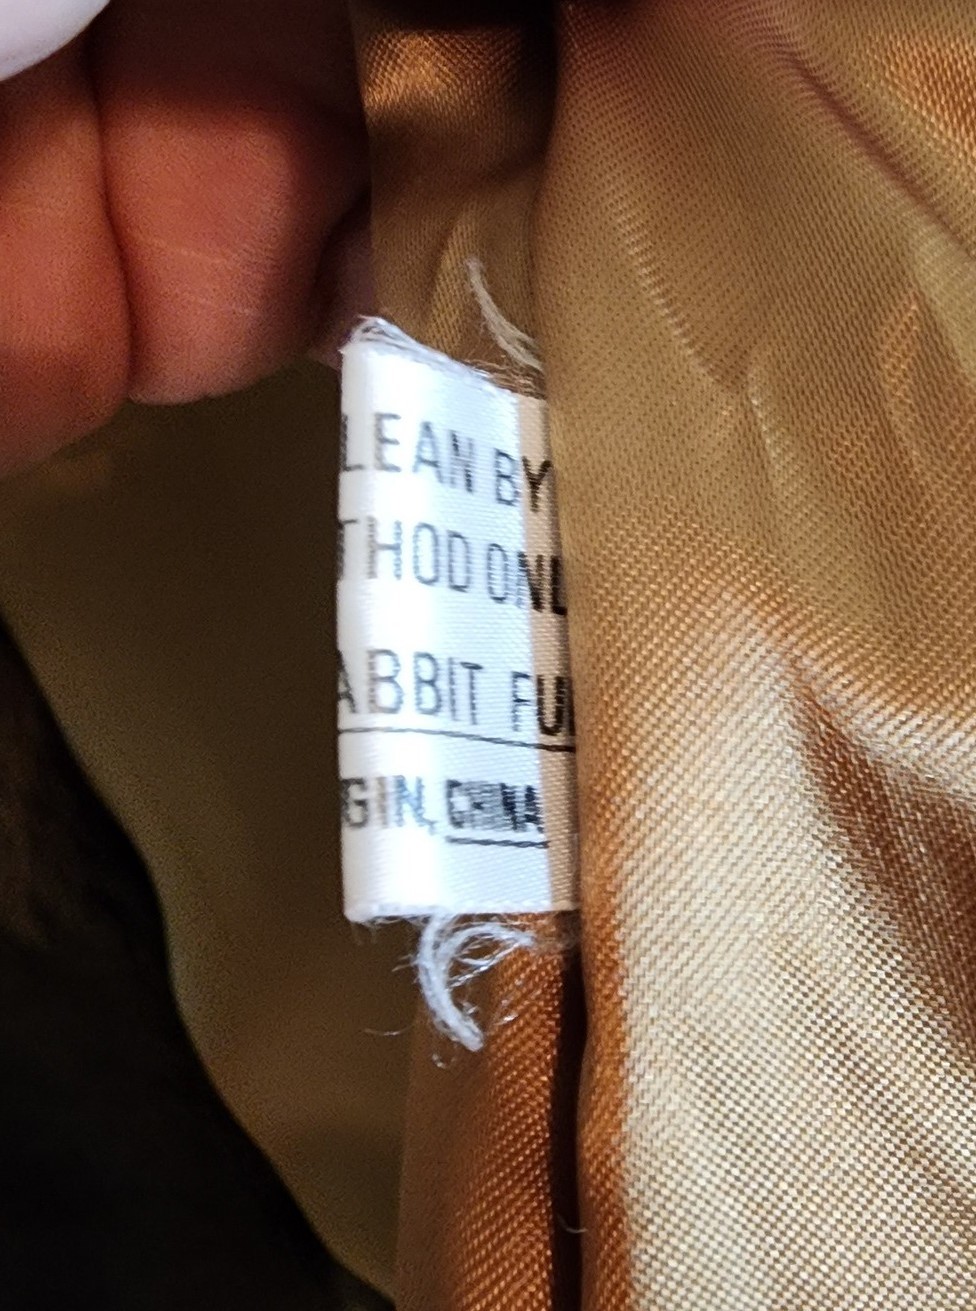 LEAN BY
THOD ONL
ABBIT FU
GIN, CHINA